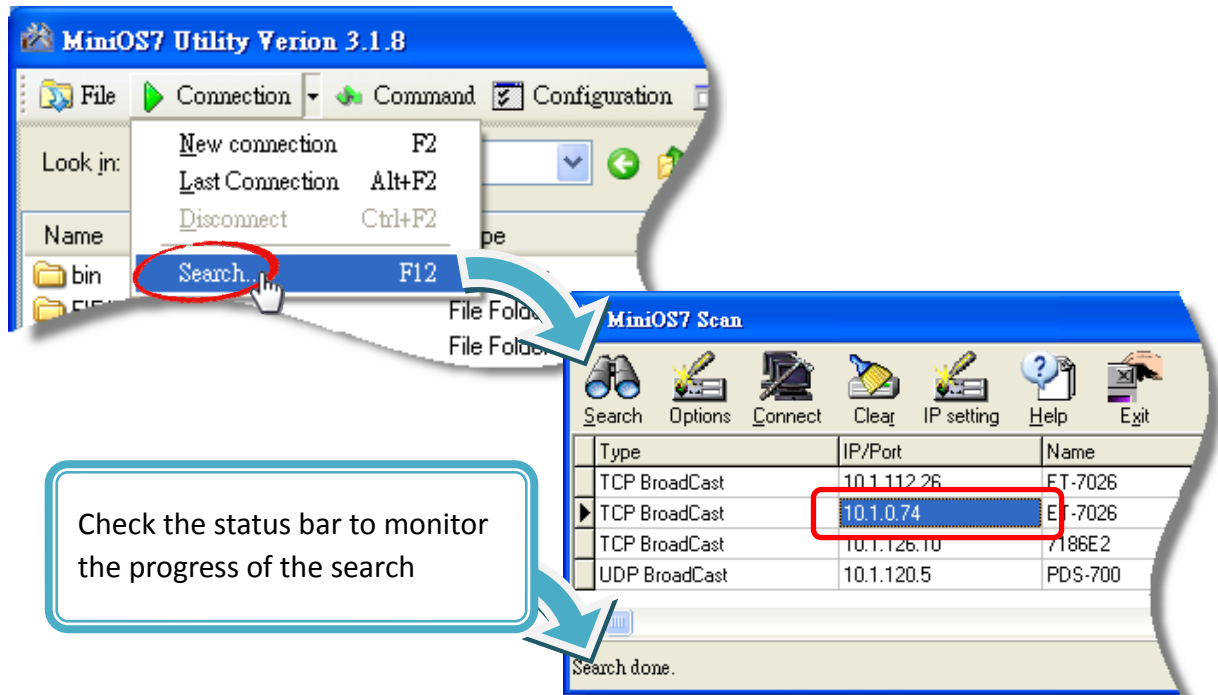 MiniOS7 Utility Verion 3.1.8
File Connection Command Configuration
New connection F2
Look in:
Last Connection Alt+F2
Disconnect Ctrl+F2
Name
bin
Search... F12
File Folder
File Folder
MiniOS7 Scan
Search Options Connect Clear IP setting Help Exit
Type IP/Port Name
TCP BroadCast 10.1.112.26 ET-7026
TCP BroadCast 10.1.0.74 ET-7026
TCP BroadCast 10.1.126.10 7186E2
UDP BroadCast 10.1.120.5 PDS-700
Search done.
Check the status bar to monitor
the progress of the search